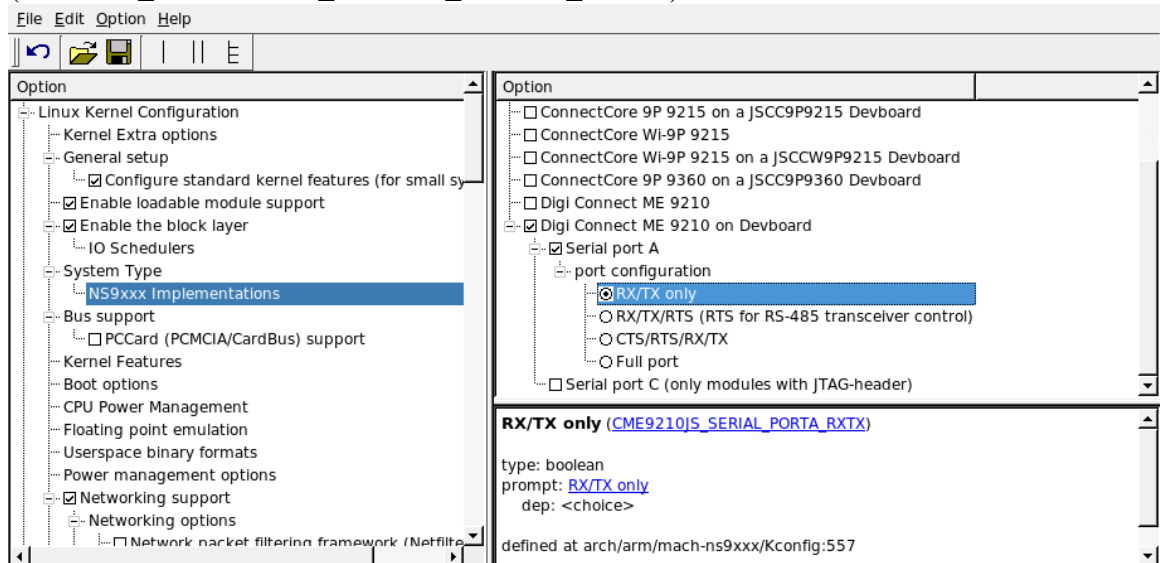 File Edit Option Help
Option
Linux Kernel Configuration
Kernel Extra options
General setup
Configure standard kernel features (for small sy
Enable loadable module support
Enable the block layer
IO Schedulers
System Type
NS9xxx Implementations
Bus support
PCCard (PCMCIA/CardBus) support
Kernel Features
Boot options
CPU Power Management
Floating point emulation
Userspace binary formats
Power management options
Networking support
Networking options
Network packet filtering framework (Netfilte
Option
ConnectCore 9P 9215 on a JSCC9P9215 Devboard
ConnectCore Wi-9P 9215
ConnectCore Wi-9P 9215 on a JSCCW9P9215 Devboard
ConnectCore 9P 9360 on a JSCC9P9360 Devboard
Digi Connect ME 9210
Digi Connect ME 9210 on Devboard
Serial port A
port configuration
RX/TX only
RX/TX/RTS (RTS for RS-485 transceiver control)
CTS/RTS/RX/TX
Full port
Serial port C (only modules with JTAG-header)
RX/TX only (CME9210JS_SERIAL_PORTA_RXTX)
type: boolean
prompt: RX/TX only
dep: <choice>
defined at arch/arm/mach-ns9xxx/Kconfig:557